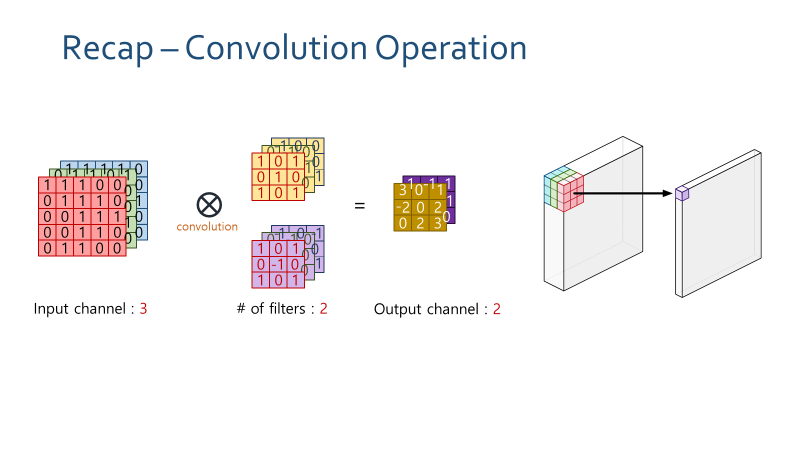 Recap – Convolution Operation
1 1 1 0 0
0 1 1 1 0
0 0 1 1 1
0 0 1 1 0
0 1 1 0 0
convolution
1 0 1
0 1 0
1 0 1
1 0 1
0 -1 0
1 0 1
=
3 0 1
-2 0 2
0 2 3
Input channel : 3
# of filters : 2
Output channel : 2